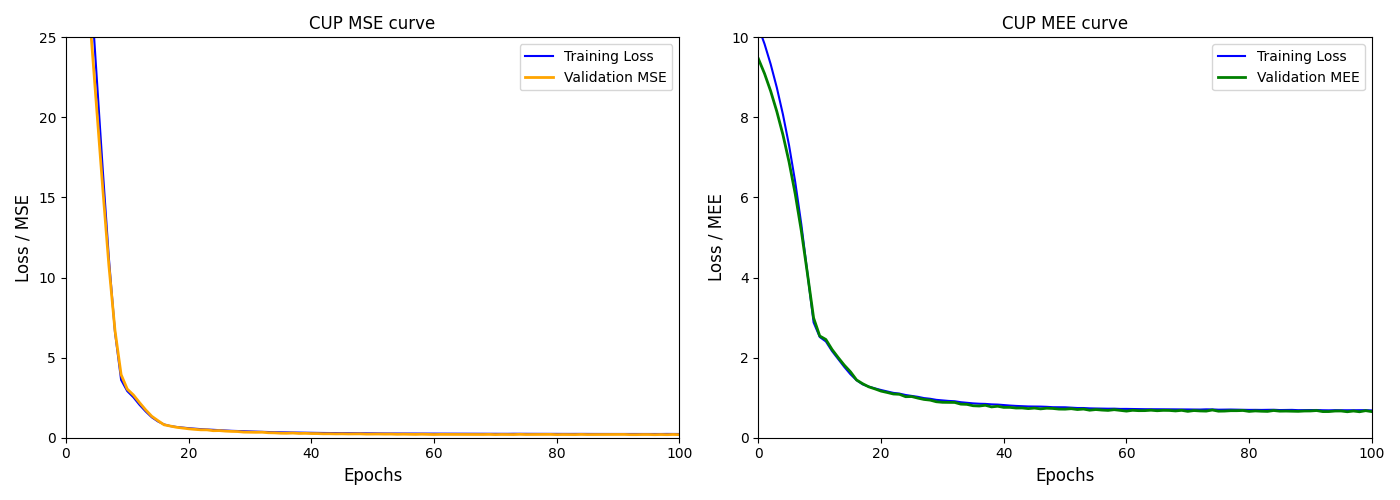 CUP MSE curve
Loss / MSE
25
20
15
10
5
0
Training Loss
Validation MSE
0 20 40 60 80 100
Epochs
CUP MEE curve
Loss / MEE
10
8
6
4
2
0
Training Loss
Validation MEE
0 20 40 60 80 100
Epochs